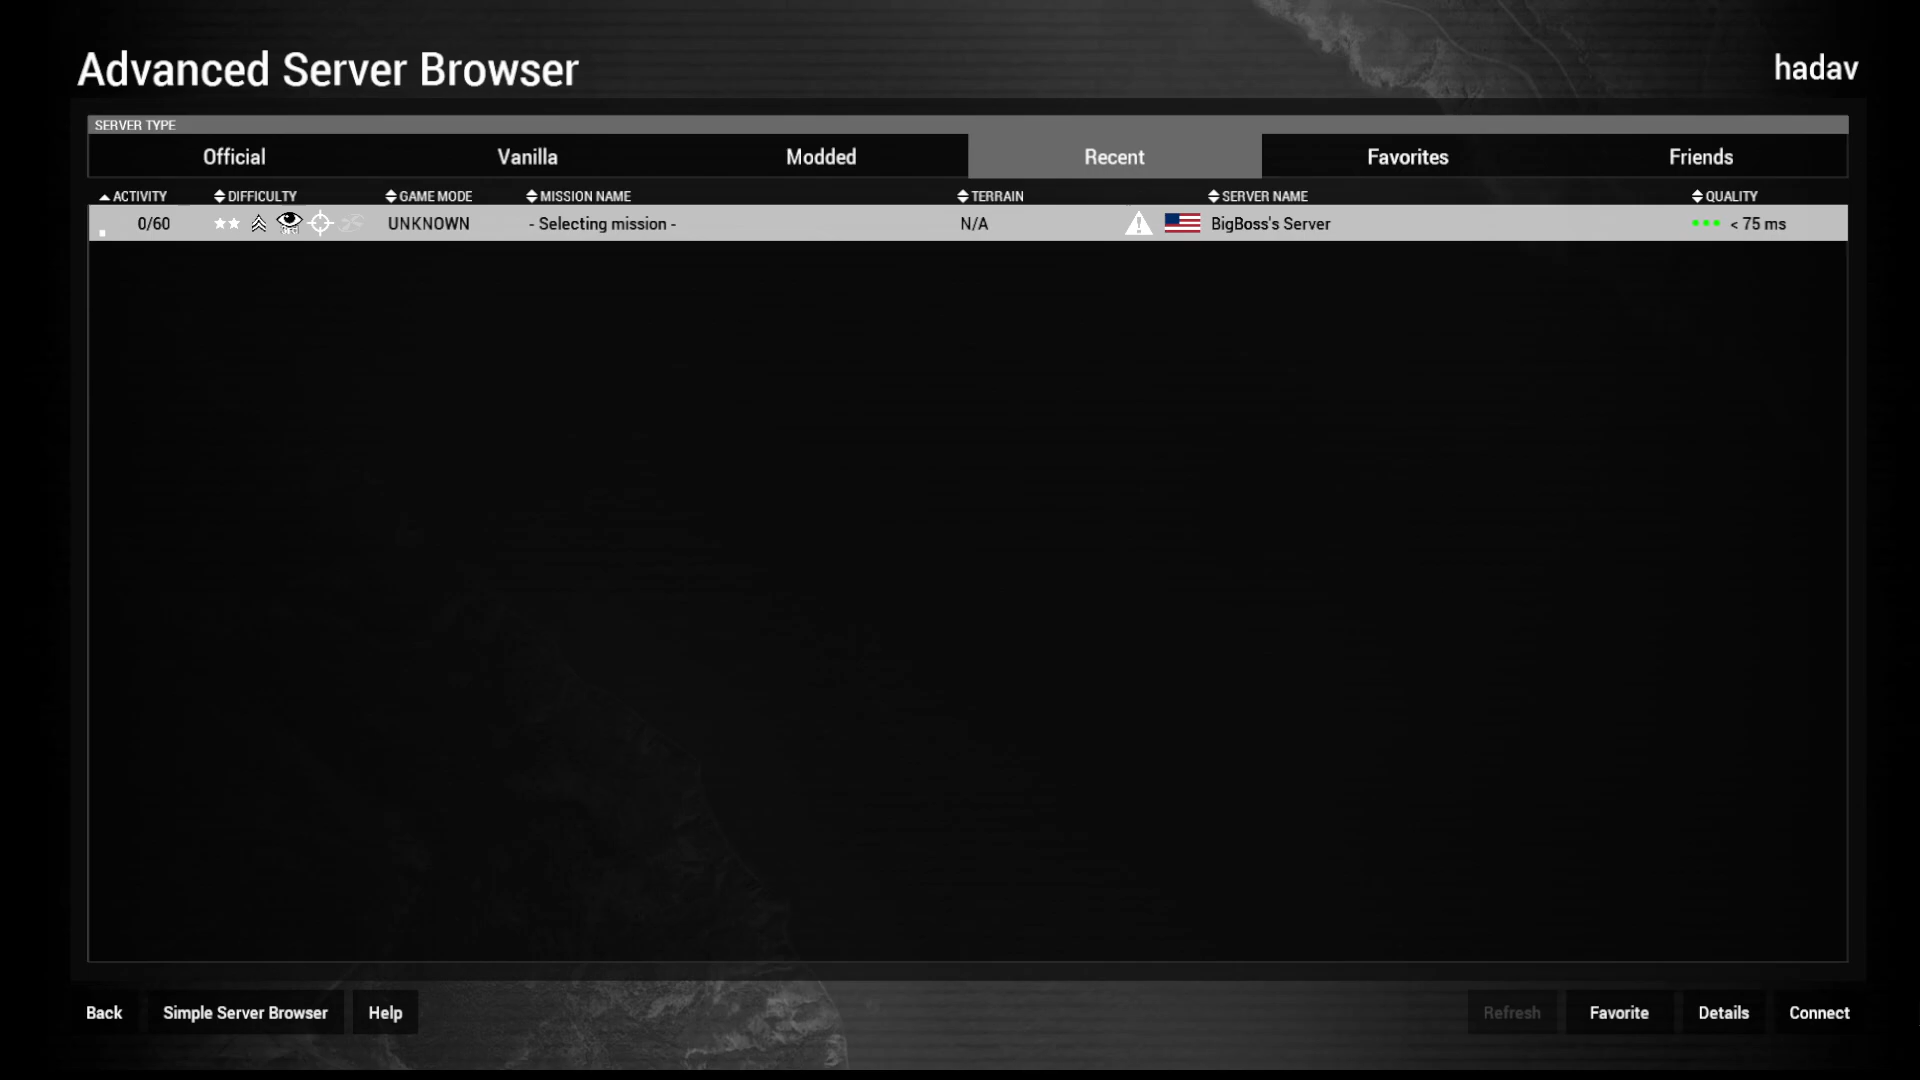 Advanced Server Browser
hadav
SERVER TYPE
Official Vanilla Modded Recent Favorites Friends
ACTIVITY DIFFICULTY GAME MODE MISSION NAME TERRAIN SERVER NAME QUALITY
0/60 UNKNOWN - Selecting mission - N/A BigBoss's Server < 75 ms
Back Simple Server Browser Help Refresh Favorite Details Connect